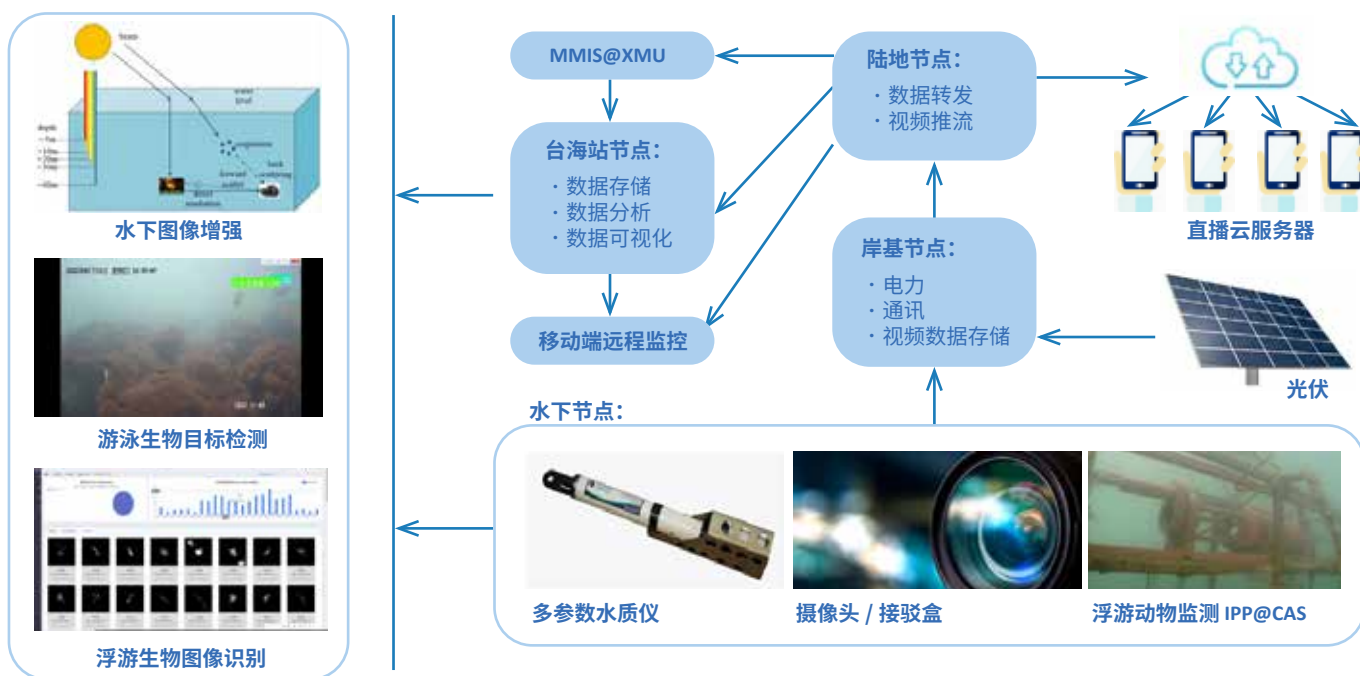 beam
water
level
depth
水下图像增强
游泳生物目标检测
浮游生物图像识别
MMIS@XMU
台海站节点：
· 数据存储
· 数据分析
· 数据可视化
移动端远程监控
陆地节点：
· 数据转发
· 视频推流
岸基节点：
· 电力
· 通讯
· 视频数据存储
直播云服务器
光伏
水下节点：
多参数水质仪
摄像头 / 接驳盒
浮游动物监测 IPP@CAS